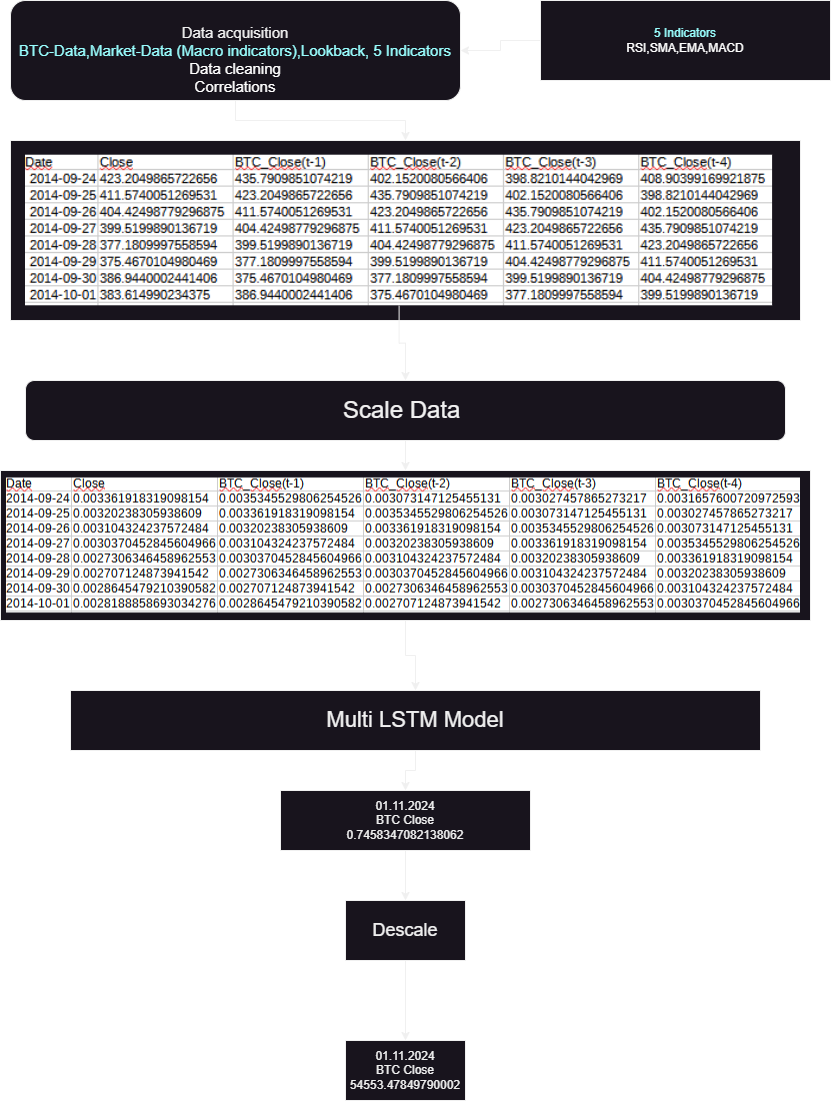 Data acquisition
BTC-Data,Market-Data (Macro indicators),Lookback, 5 Indicators
Data cleaning
Correlations
5 Indicators
RSI,SMA,EMA,MACD
Date Close BTC_Close(t-1) BTC_Close(t-2) BTC_Close(t-3) BTC_Close(t-4)
2014-09-24 423.2049865722656 435.7909851074219 402.1520080566406 398.8210144042969 408.90399169921875
2014-09-25 411.5740051269531 423.2049865722656 435.7909851074219 402.1520080566406 398.8210144042969
2014-09-26 404.42498779296875 411.5740051269531 423.2049865722656 435.7909851074219 402.1520080566406
2014-09-27 399.5199890136719 404.42498779296875 411.5740051269531 423.2049865722656 435.7909851074219
2014-09-28 377.1809997558594 399.5199890136719 404.42498779296875 411.5740051269531 423.2049865722656
2014-09-29 375.4670104980469 377.1809997558594 399.5199890136719 404.42498779296875 411.5740051269531
2014-09-30 386.9440002441406 375.4670104980469 377.1809997558594 399.5199890136719 404.42498779296875
2014-10-01 383.614990234375 386.9440002441406 375.4670104980469 377.1809997558594 399.5199890136719
Scale Data
Date Close BTC_Close(t-1) BTC_Close(t-2) BTC_Close(t-3) BTC_Close(t-4)
2014-09-24 0.003361918319098154 0.0035345529806254526 0.003073147125455131 0.003027457865273217 0.0031657600720972593
2014-09-25 0.00320238305938609 0.003361918319098154 0.0035345529806254526 0.003073147125455131 0.003027457865273217
2014-09-26 0.003104324237572484 0.00320238305938609 0.003361918319098154 0.0035345529806254526 0.003073147125455131
2014-09-27 0.0030370452845604966 0.003104324237572484 0.00320238305938609 0.003361918319098154 0.0035345529806254526
2014-09-28 0.0027306346458962553 0.0030370452845604966 0.003104324237572484 0.00320238305938609 0.003361918319098154
2014-09-29 0.002707124873941542 0.0027306346458962553 0.0030370452845604966 0.003104324237572484 0.00320238305938609
2014-09-30 0.0028645479210390582 0.002707124873941542 0.0027306346458962553 0.0030370452845604966 0.003104324237572484
2014-10-01 0.0028188858693034276 0.0028645479210390582 0.002707124873941542 0.0027306346458962553 0.0030370452845604966
Multi LSTM Model
01.11.2024
BTC Close
0.7458347082138062
Descale
01.11.2024
BTC Close
54553.47849790002